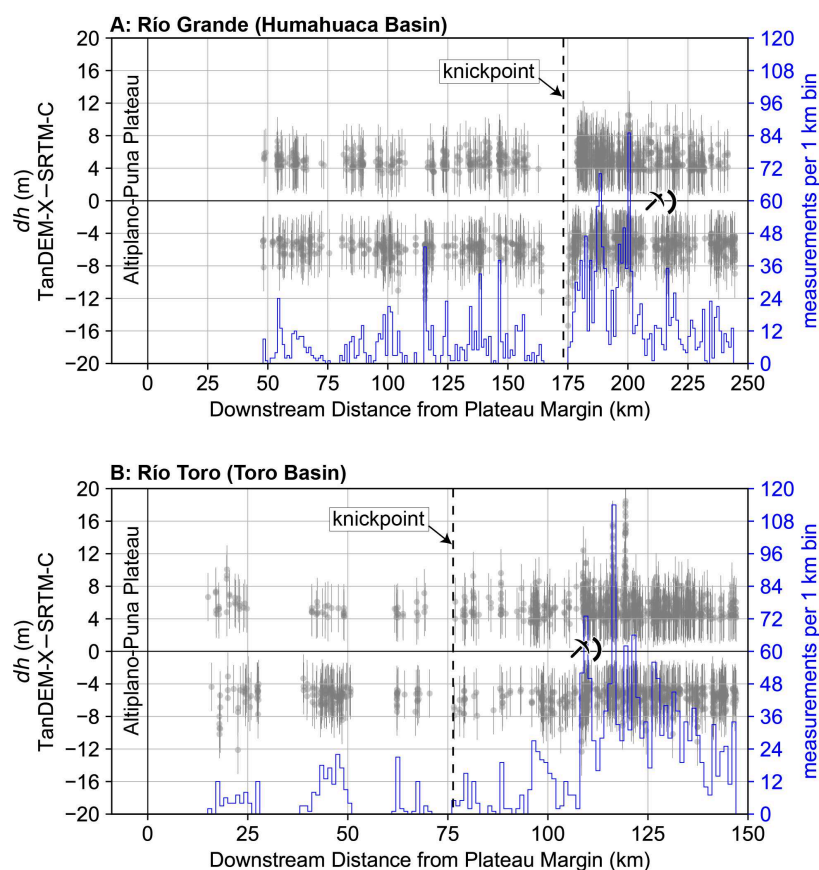 A: Río Grande (Humahuaca Basin)
20
16
12
8
4
0
−4
−8
−12
−16
−20
dh (m)
TanDEM-X−SRTM-C
Altiplano-Puna Plateau
knickpoint
120
108
96
84
72
60
48
36
24
12
0
measurements per 1 km bin
0 25 50 75 100 125 150 175 200 225 250
Downstream Distance from Plateau Margin (km)
B: Río Toro (Toro Basin)
20
16
12
8
4
0
−4
−8
−12
−16
−20
dh (m)
TanDEM-X−SRTM-C
Altiplano-Puna Plateau
knickpoint
120
108
96
84
72
60
48
36
24
12
0
measurements per 1 km bin
0 25 50 75 100 125 150
Downstream Distance from Plateau Margin (km)